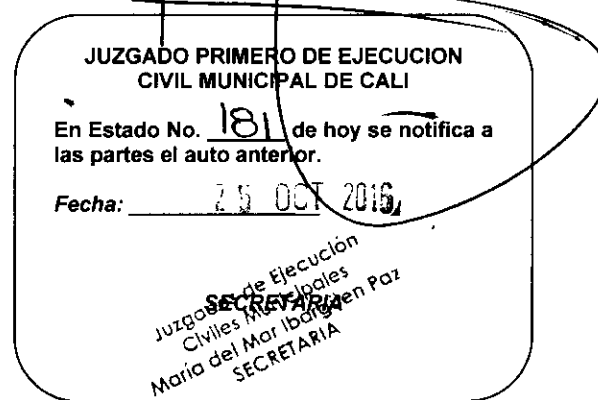 JUZGADO PRIMERO DE EJECUCION
CIVIL MUNICIPAL DE CALI
En Estado No. 181 de hoy se notifica a
las partes el auto anterior.
Fecha: 25 OCT 2016
SECRETARIA
Juzgados de Ejecución
Civiles Municipales
María del Mar Ibargüen Paz
SECRETARIA